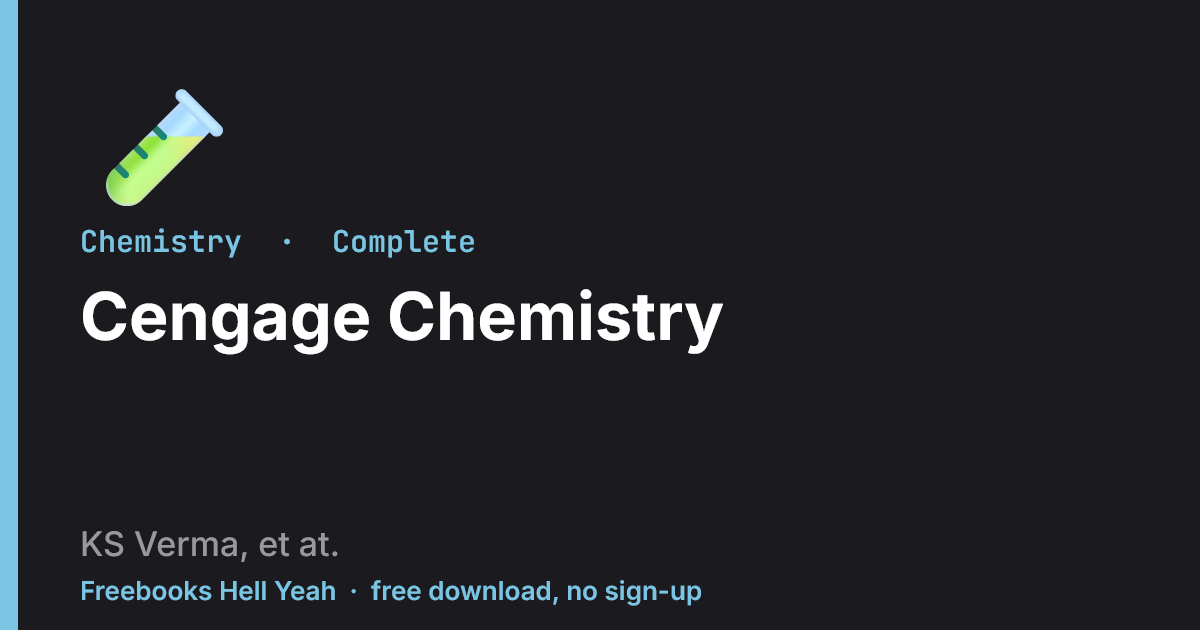 Chemistry · Complete
Cengage Chemistry
KS Verma, et at.
Freebooks Hell Yeah · free download, no sign-up